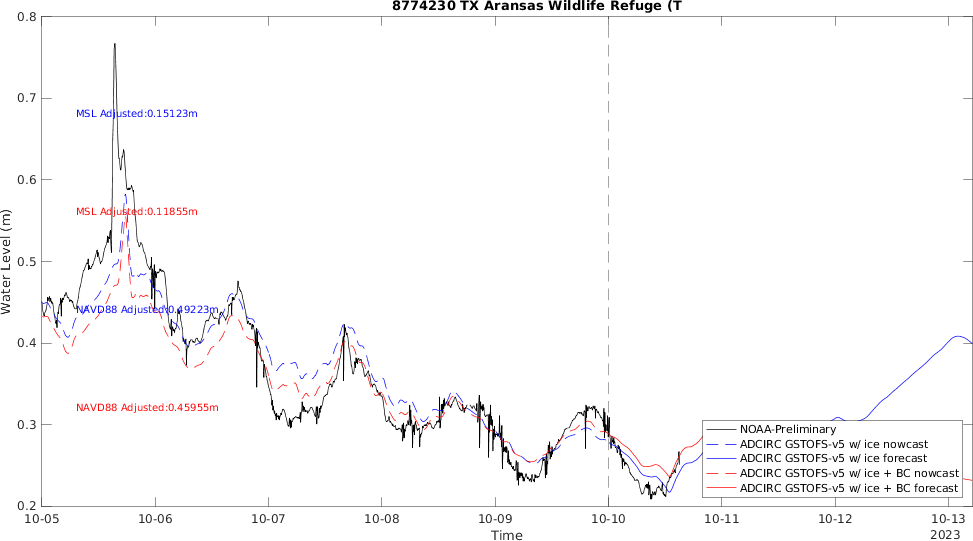 8774230 TX Aransas Wildlife Refuge (T
0.8
0.7
0.6
0.5
0.4
0.3
0.2
Water Level (m)
MSL Adjusted:0.15123m
MSL Adjusted:0.11855m
NAVD88 Adjusted:0.49223m
NAVD88 Adjusted:0.45955m
NOAA-Preliminary
ADCIRC GSTOFS-v5 w/ ice nowcast
ADCIRC GSTOFS-v5 w/ ice forecast
ADCIRC GSTOFS-v5 w/ ice + BC nowcast
ADCIRC GSTOFS-v5 w/ ice + BC forecast
10-05 10-06 10-07 10-08 10-09 10-10 10-11 10-12 10-13
2023
Time